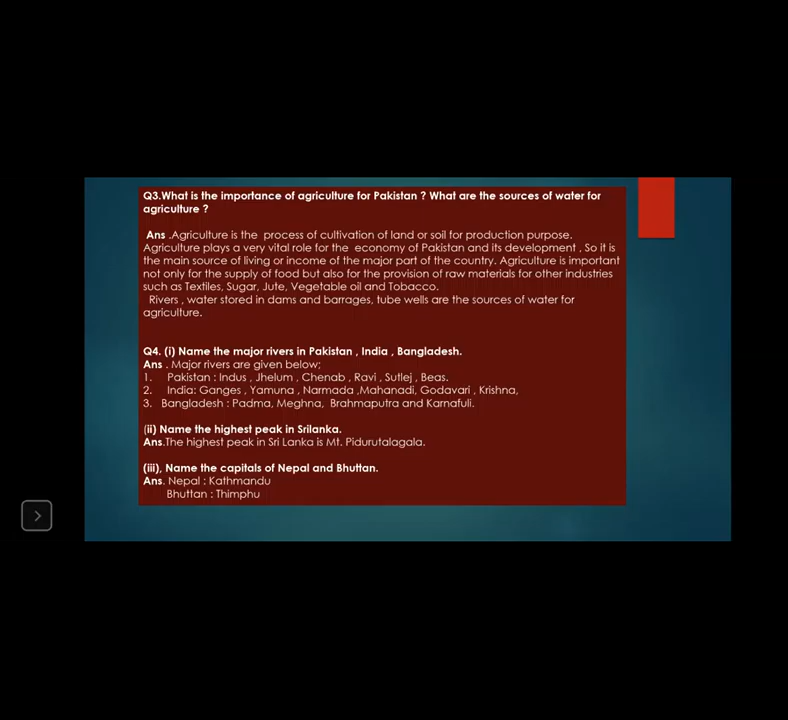 Q3.What is the importance of agriculture for Pakistan ? What are the sources of water for
agriculture ?
Ans .Agriculture is the process of cultivation of land or soil for production purpose.
Agriculture plays a very vital role for the economy of Pakistan and its development , So it is
the main source of living or income of the major part of the country. Agriculture is important
not only for the supply of food but also for the provision of raw materials for other industries
such as Textiles, Sugar, Jute, Vegetable oil and Tobacco.
Rivers , water stored in dams and barrages, tube wells are the sources of water for
agriculture.
Q4. (i) Name the major rivers in Pakistan , India , Bangladesh.
Ans . Major rivers are given below;
1. Pakistan : Indus , Jhelum , Chenab , Ravi , Sutlej , Beas.
2. India: Ganges , Yamuna , Narmada ,Mahanadi, Godavari , Krishna,
3. Bangladesh : Padma, Meghna, Brahmaputra and Karnafuli.
(ii) Name the highest peak in Srilanka.
Ans.The highest peak in Sri Lanka is Mt. Pidurutalagala.
(iii), Name the capitals of Nepal and Bhuttan.
Ans. Nepal : Kathmandu
Bhuttan : Thimphu